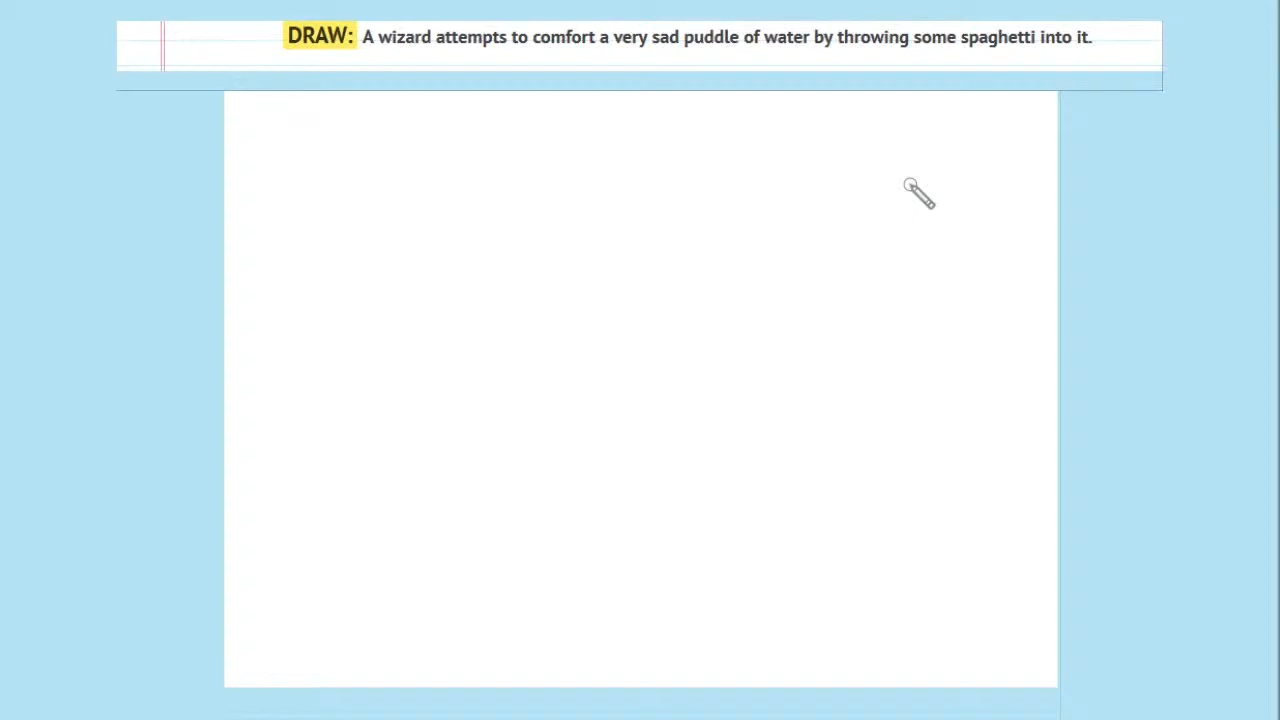 DRAW: A wizard attempts to comfort a very sad puddle of water by throwing some spaghetti into it.